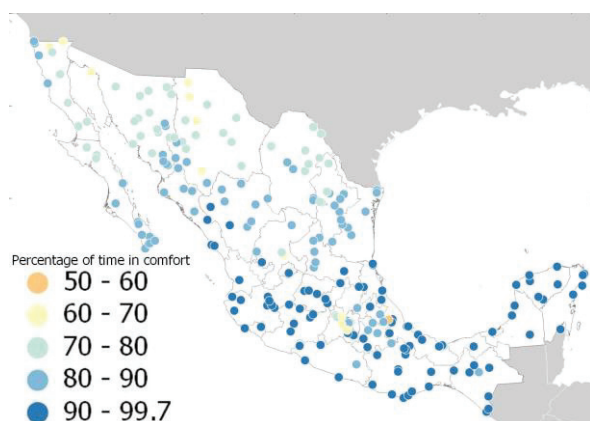 Percentage of time in comfort
50 - 60
60 - 70
70 - 80
80 - 90
90 - 99.7